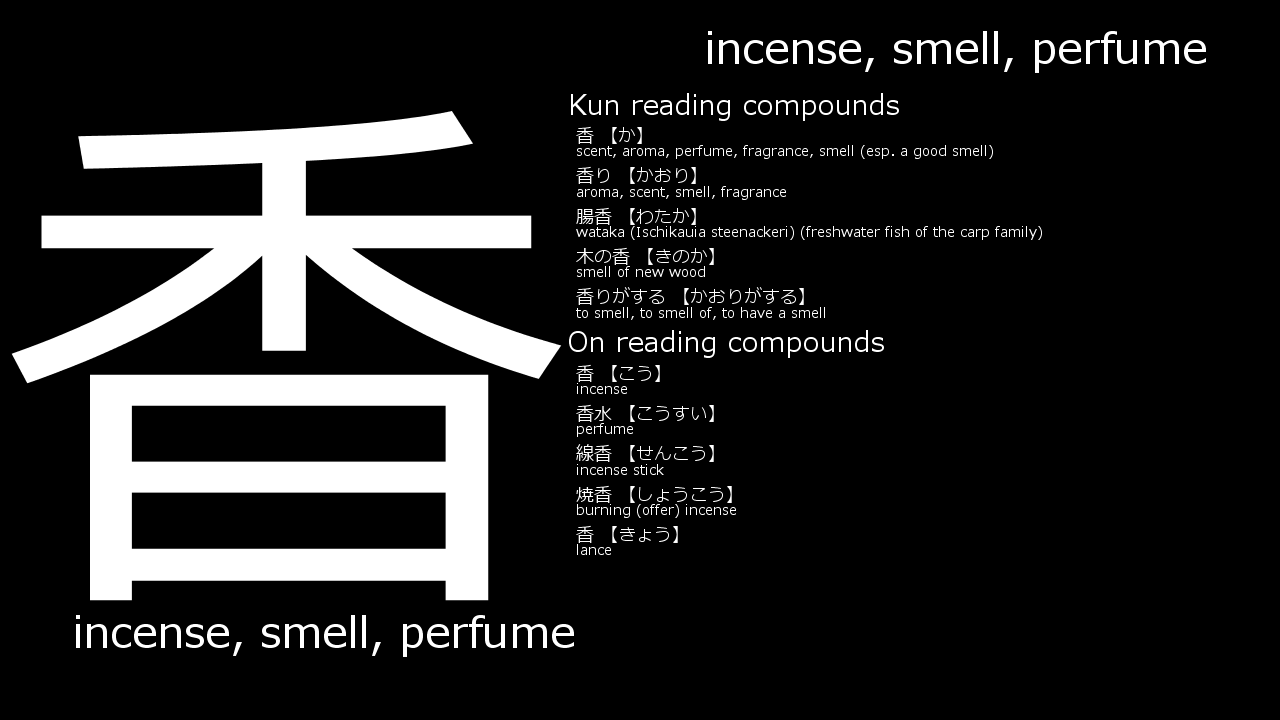 incense, smell, perfume
香
Kun reading compounds
香 【か】
scent, aroma, perfume, fragrance, smell (esp. a good smell)
香り 【かおり】
aroma, scent, smell, fragrance
腸香 【わたか】
wataka (Ischikauia steenackeri) (freshwater fish of the carp family)
木の香 【きのか】
smell of new wood
香りがする 【かおりがする】
to smell, to smell of, to have a smell
On reading compounds
香 【こう】
incense
香水 【こうすい】
perfume
線香 【せんこう】
incense stick
焼香 【しょうこう】
burning (offer) incense
香 【きょう】
lance
incense, smell, perfume